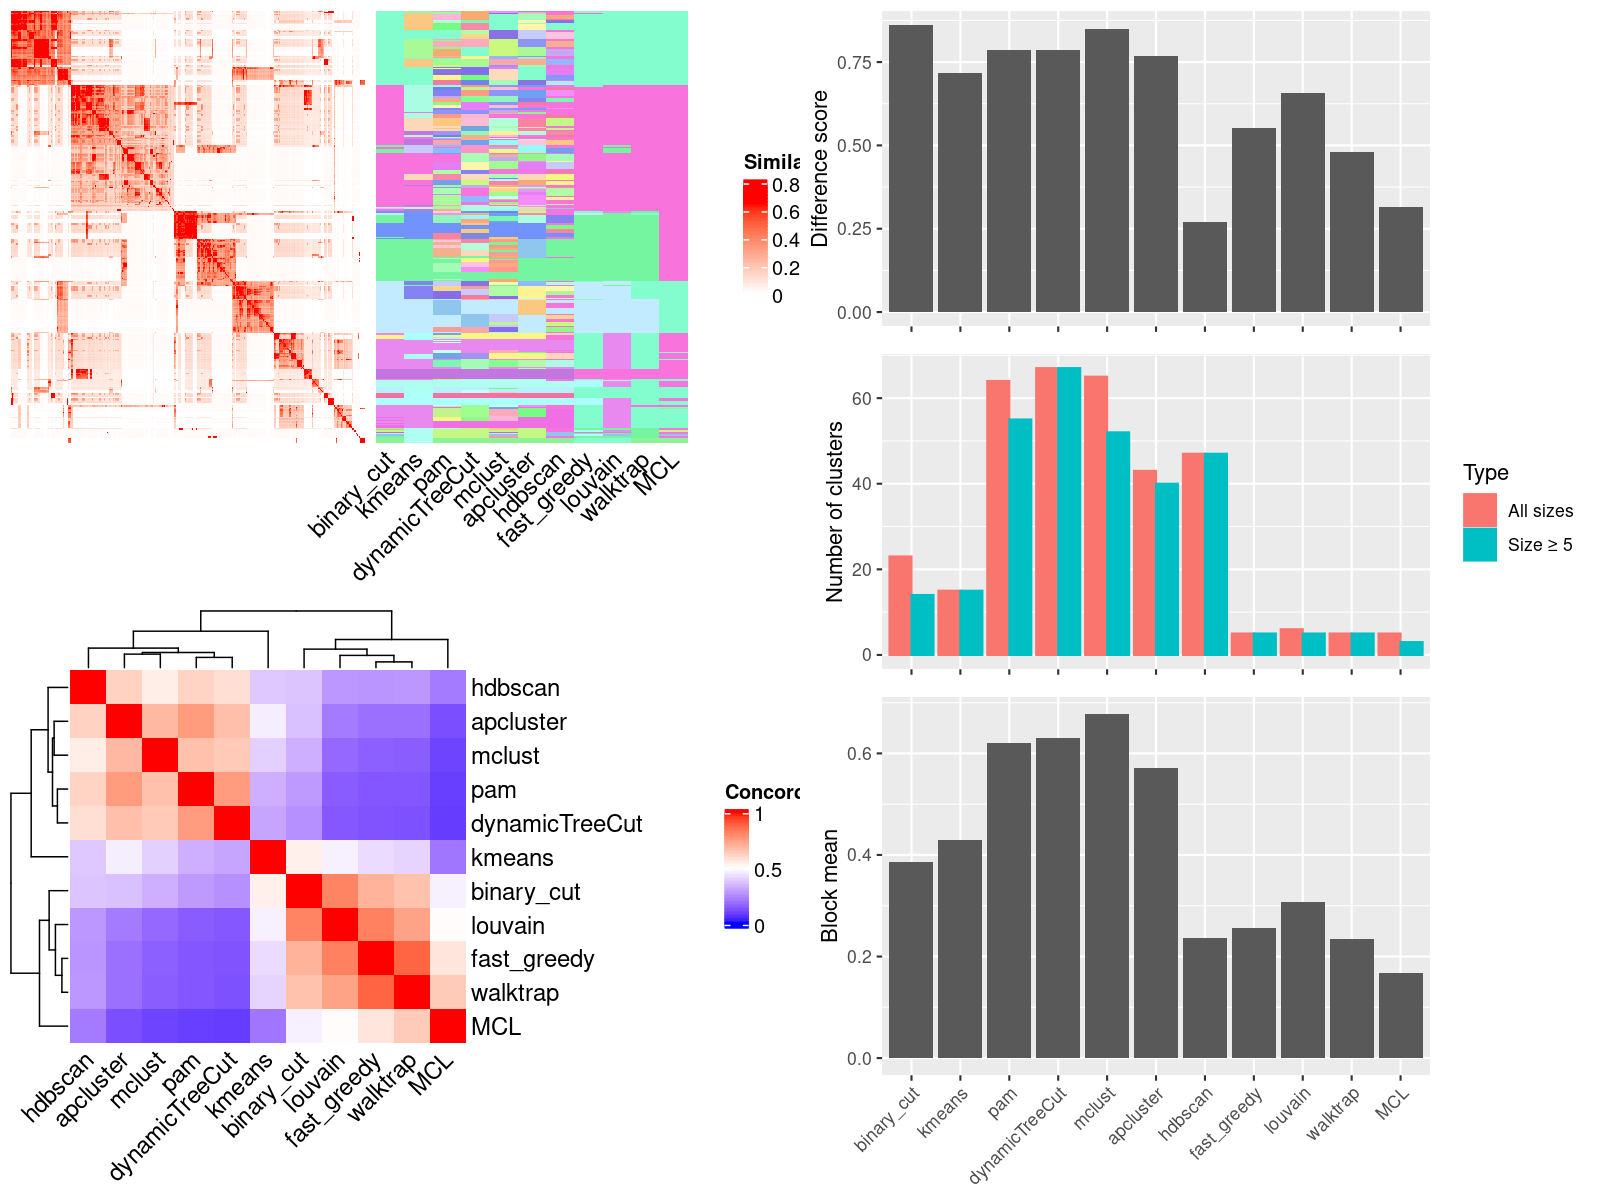 Simila
0.8
0.6
0.4
0.2
0
binary_cut
kmeans
pam
dynamicTreeCut
mclust
apcluster
hdbscan
fast_greedy
louvain
walktrap
MCL
Difference score
0.75
0.50
0.25
0.00
Number of clusters
60
40
20
0
Type
All sizes
Size ≥ 5
hdbscan
apcluster
mclust
pam
dynamicTreeCut
kmeans
binary_cut
louvain
fast_greedy
walktrap
MCL
hdbscan
apcluster
mclust
pam
dynamicTreeCut
kmeans
binary_cut
louvain
fast_greedy
walktrap
MCL
Concord
1
0.5
0
Block mean
0.6
0.4
0.2
0.0
binary_cut
kmeans
pam
dynamicTreeCut
mclust
apcluster
hdbscan
fast_greedy
louvain
walktrap
MCL